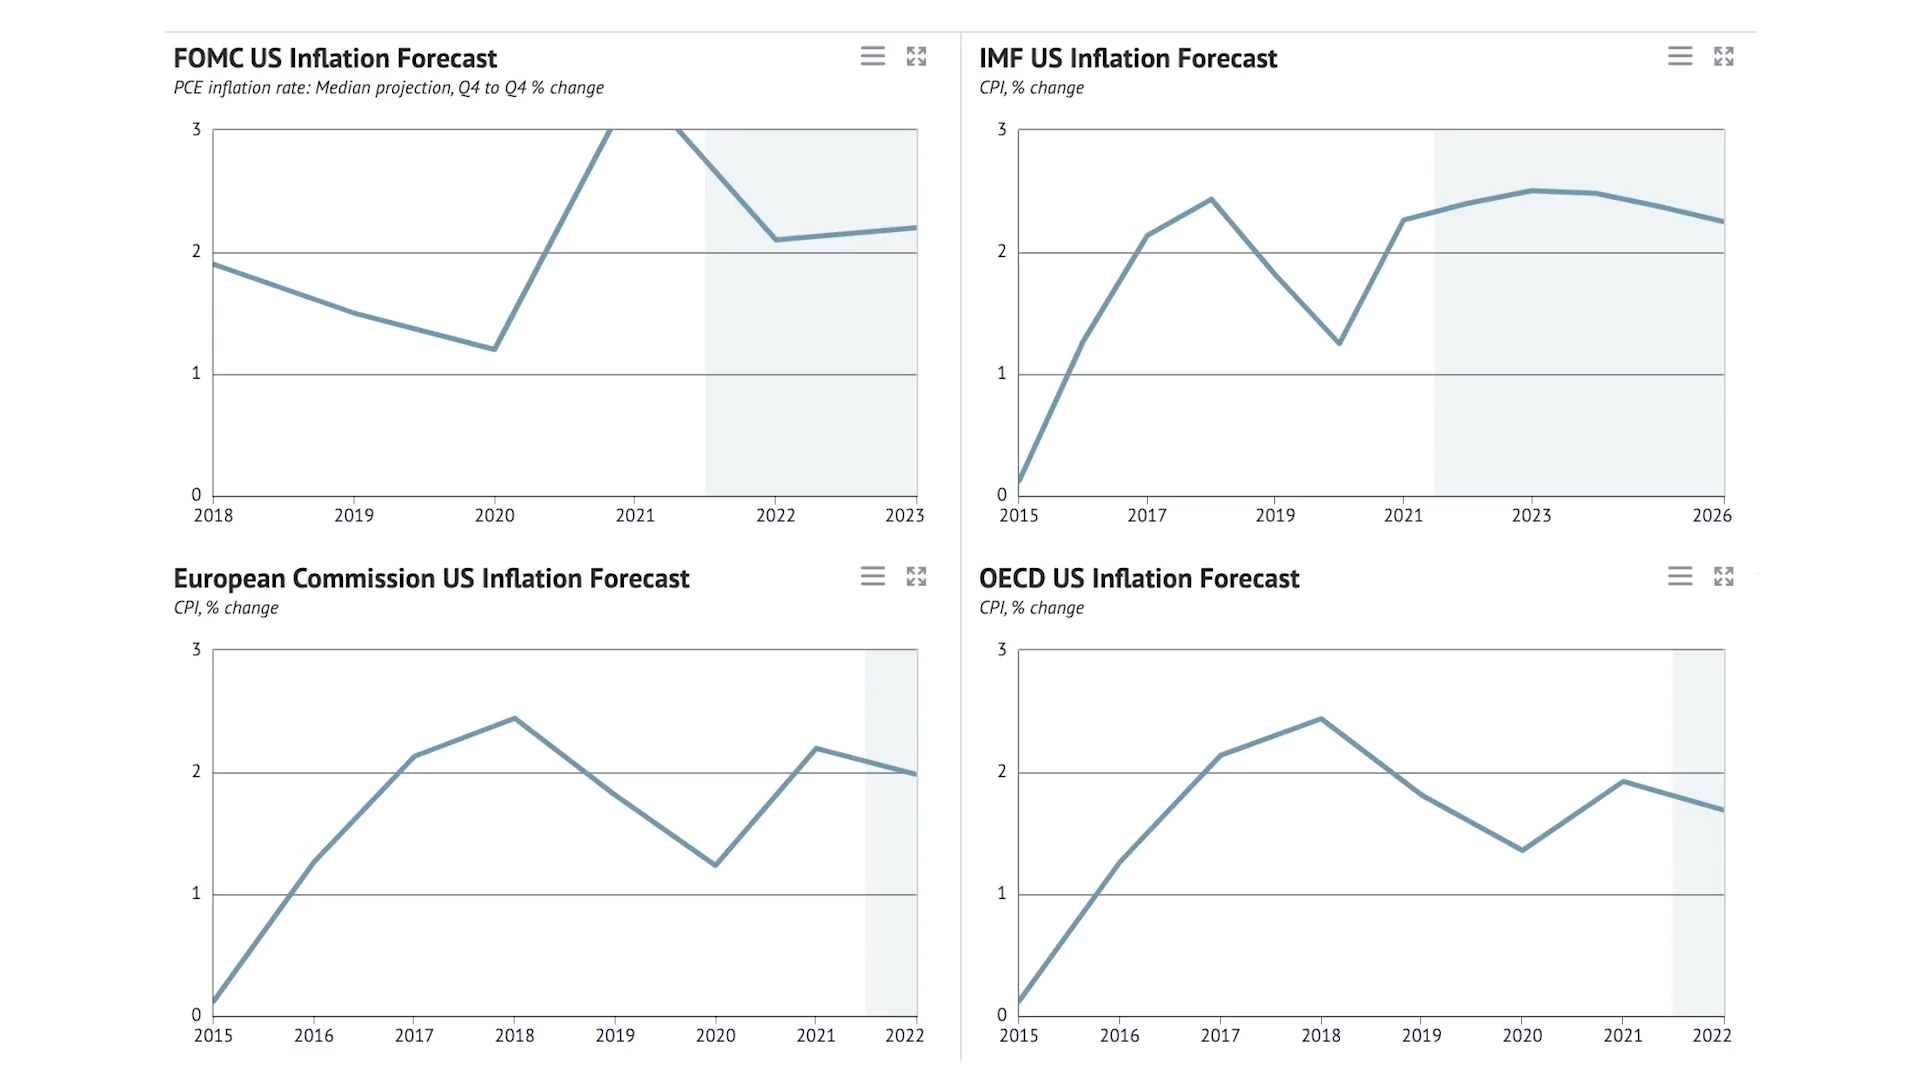 FOMC US Inflation Forecast
PCE inflation rate: Median projection, Q4 to Q4 % change
3
2
1
0
2018 2019 2020 2021 2022 2023
IMF US Inflation Forecast
CPI, % change
3
2
1
0
2015 2017 2019 2021 2023 2026
European Commission US Inflation Forecast
CPI, % change
3
2
1
0
2015 2016 2017 2018 2019 2020 2021 2022
OECD US Inflation Forecast
CPI, % change
3
2
1
0
2015 2016 2017 2018 2019 2020 2021 2022